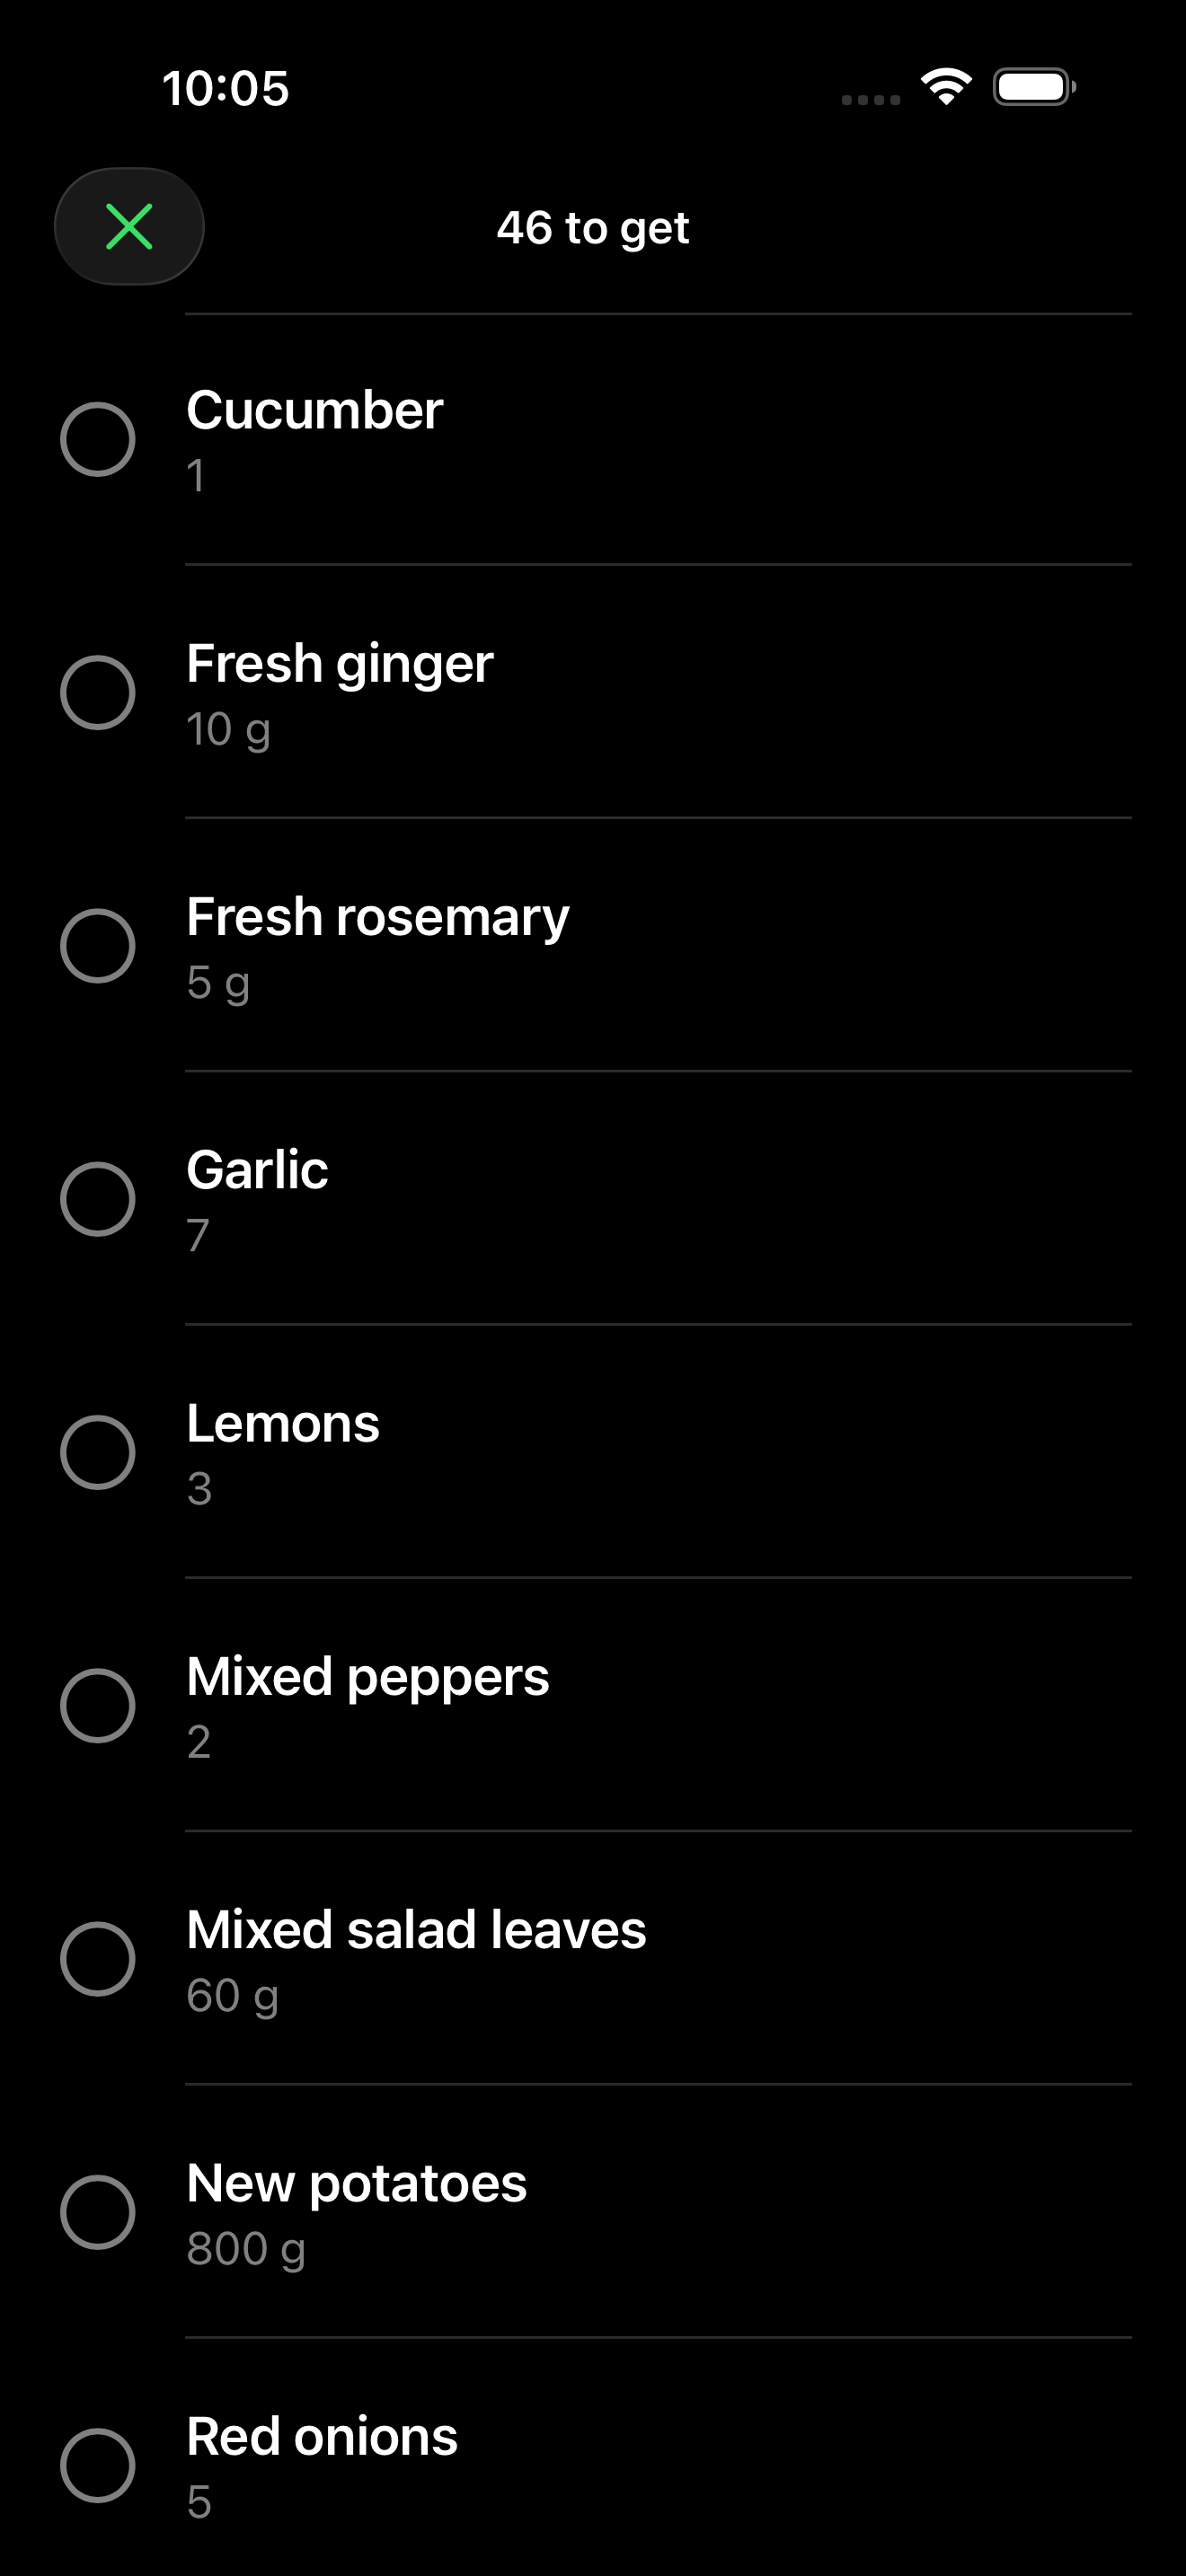 10:05
46 to get
Cucumber
1
Fresh ginger
10 g
Fresh rosemary
5 g
Garlic
7
Lemons
3
Mixed peppers
2
Mixed salad leaves
60 g
New potatoes
800 g
Red onions
5